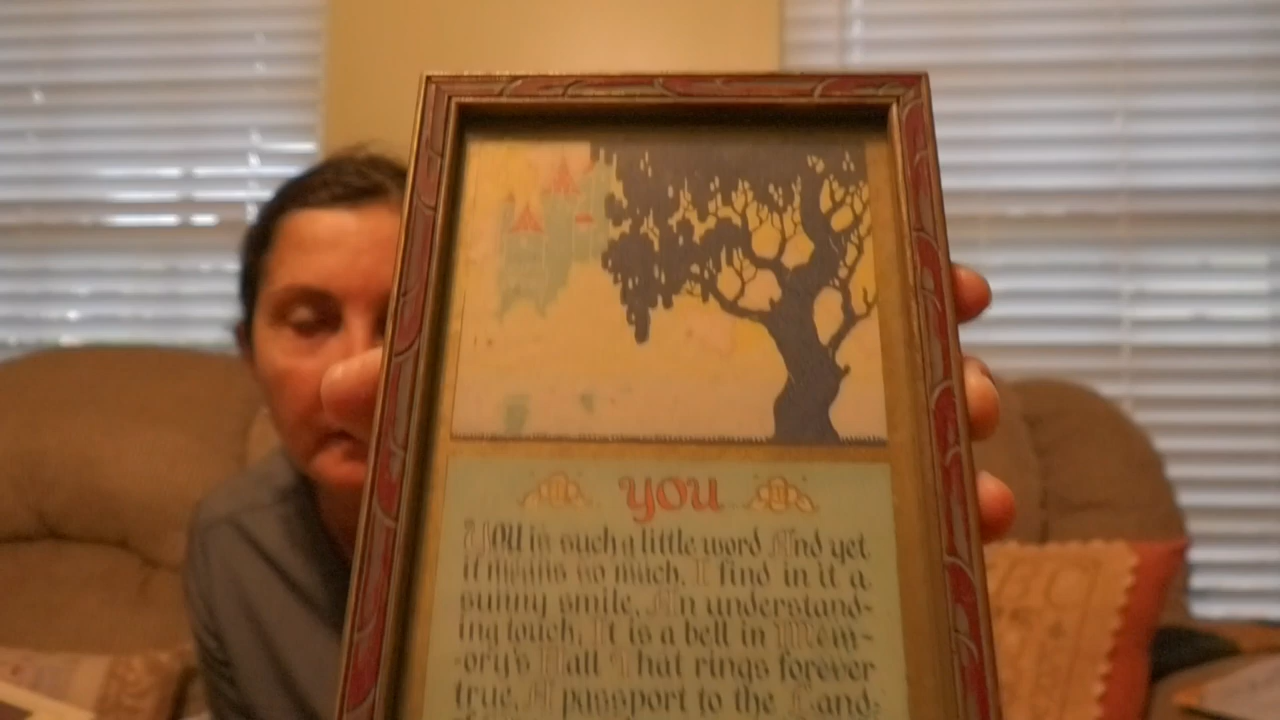 YOU
YOU is such a little word And yet
it means so much. I find in it a
sunny smile, An understand-
ing touch. It is a bell in Mem-
-ory's Hall That rings forever
true, A passport to the Land-